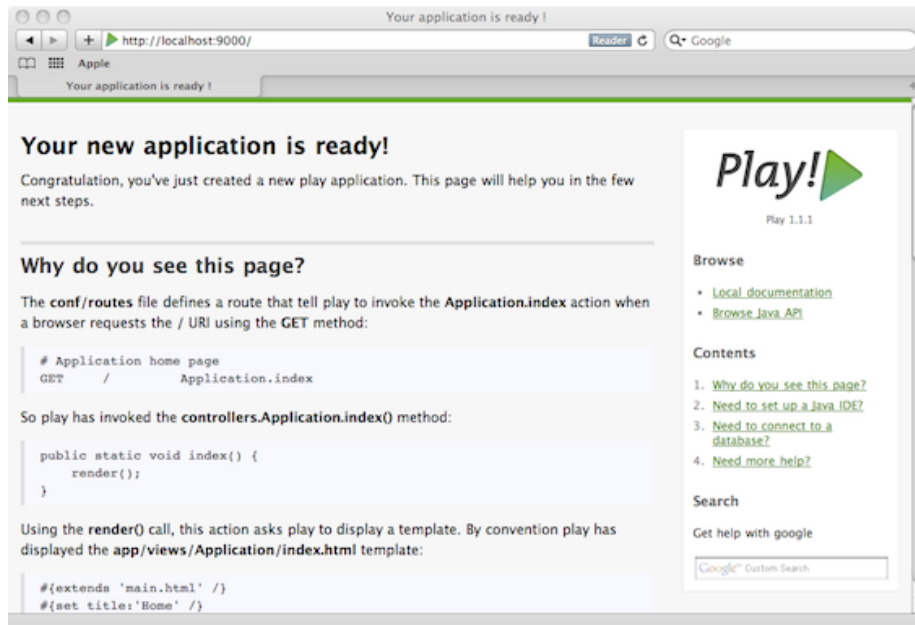 Your application is ready !
http://localhost:9000/
Reader
Google
Apple
Your application is ready !
Your new application is ready!
Congratulation, you've just created a new play application. This page will help you in the few
next steps.
Why do you see this page?
The conf/routes file defines a route that tell play to invoke the Application.index action when
a browser requests the / URI using the GET method:
# Application home page
GET / Application.index
So play has invoked the controllers.Application.index() method:
public static void index() {
render();
}
Using the render() call, this action asks play to display a template. By convention play has
displayed the app/views/Application/index.html template:
#{extends 'main.html' /}
#{set title:'Home' /}
Play!
Play 1.1.1
Browse
• Local documentation
• Browse Java API
Contents
1. Why do you see this page?
2. Need to set up a Java IDE?
3. Need to connect to a
database?
4. Need more help?
Search
Get help with google
Google™ Custom Search